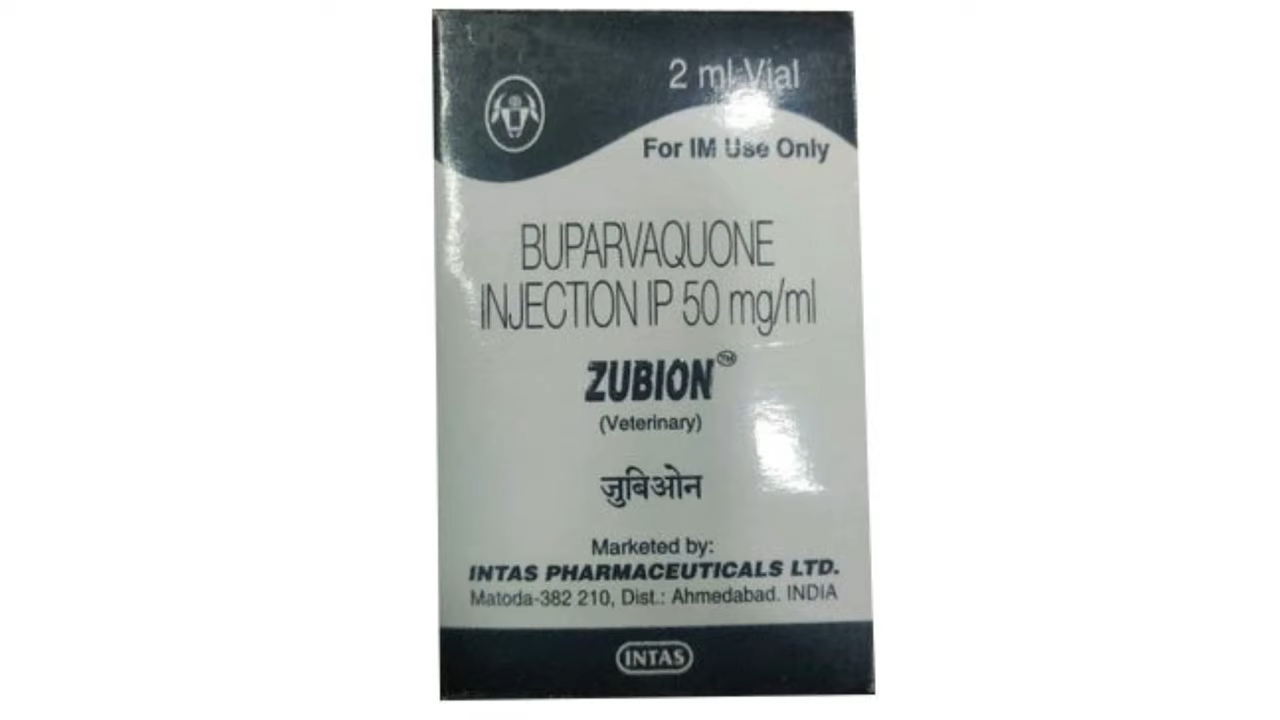 2 ml Vial
For IM Use Only
BUPARVAQUONE
INJECTION IP 50 mg/ml
ZUBION™
(Veterinary)
जुबिओन
Marketed by:
INTAS PHARMACEUTICALS LTD.
Matoda-382 210, Dist.: Ahmedabad. INDIA
INTAS